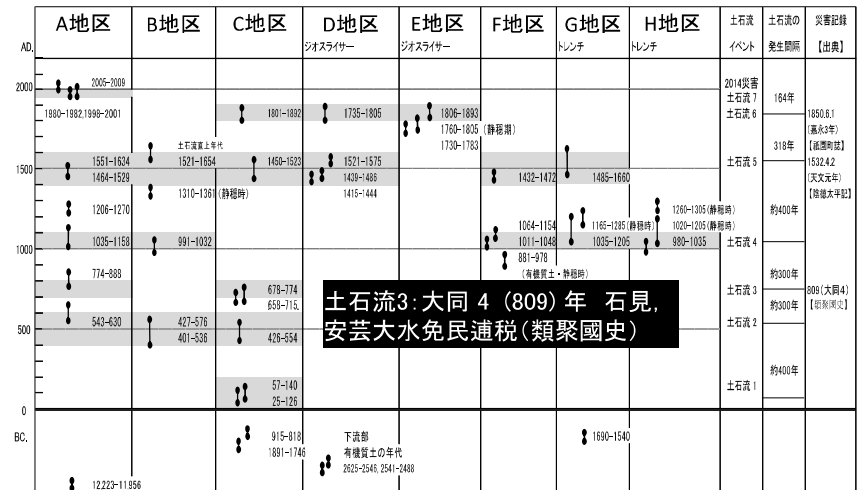 A地区 B地区 C地区 D地区 E地区 F地区 G地区 H地区 土石流 土石流の 災害記録
ジオスライサー ジオスライサー トレンチ トレンチ イベント 発生間隔 【出典】
AD.
2000
1500
1000
500
0
BC.
2005-2009
1980-1982,1998-2001
1551-1634
1464-1529
1206-1270
1035-1158
774-888
543-630
12,223-11,956
土石流直上年代
1521-1654
1310-1361(静穏時)
991-1032
427-576
401-536
1801-1892
1450-1523
678-774
658-715.
426-554
57-140
25-126
915-818
1891-1746
1735-1805
1521-1575
1439-1486
1415-1444
下流部
有機質土の年代
2625-2546, 2541-2488
1806-1893
1760-1805 (静穏期)
1730-1783
1432-1472
1064-1154
1011-1048
881-978
(有機質土・静穏時)
1485-1660
1165-1285(静穏時)
1035-1205
1690-1540
1260-1305(静穏時)
1020-1205(静穏時)
980-1035
2014災害
土石流7
土石流6
土石流5
土石流4
土石流3
土石流2
土石流1
164年
318年
約400年
約300年
約300年
約400年
1850.6.1
(嘉永3年)
【祇園町誌】
1532.4.2
(天文元年)
【陰徳太平記】
809(大同4)
【類聚国史】
土石流3：大同４(809)年 石見，
安芸大水免民逋税（類聚國史）